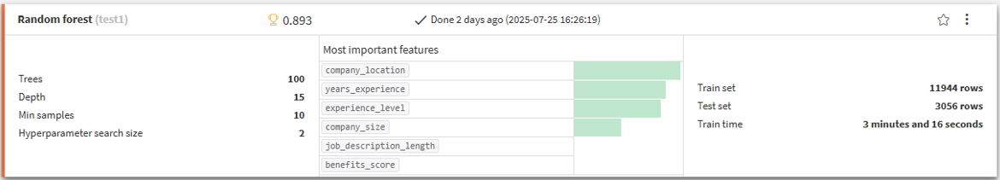 Random forest (test1) 0.893 Done 2 days ago (2025-07-25 16:26:19)
Trees 100
Depth 15
Min samples 10
Hyperparameter search size 2
Most important features
company_location
years_experience
experience_level
company_size
job_description_length
benefits_score
Train set 11944 rows
Test set 3056 rows
Train time 3 minutes and 16 seconds